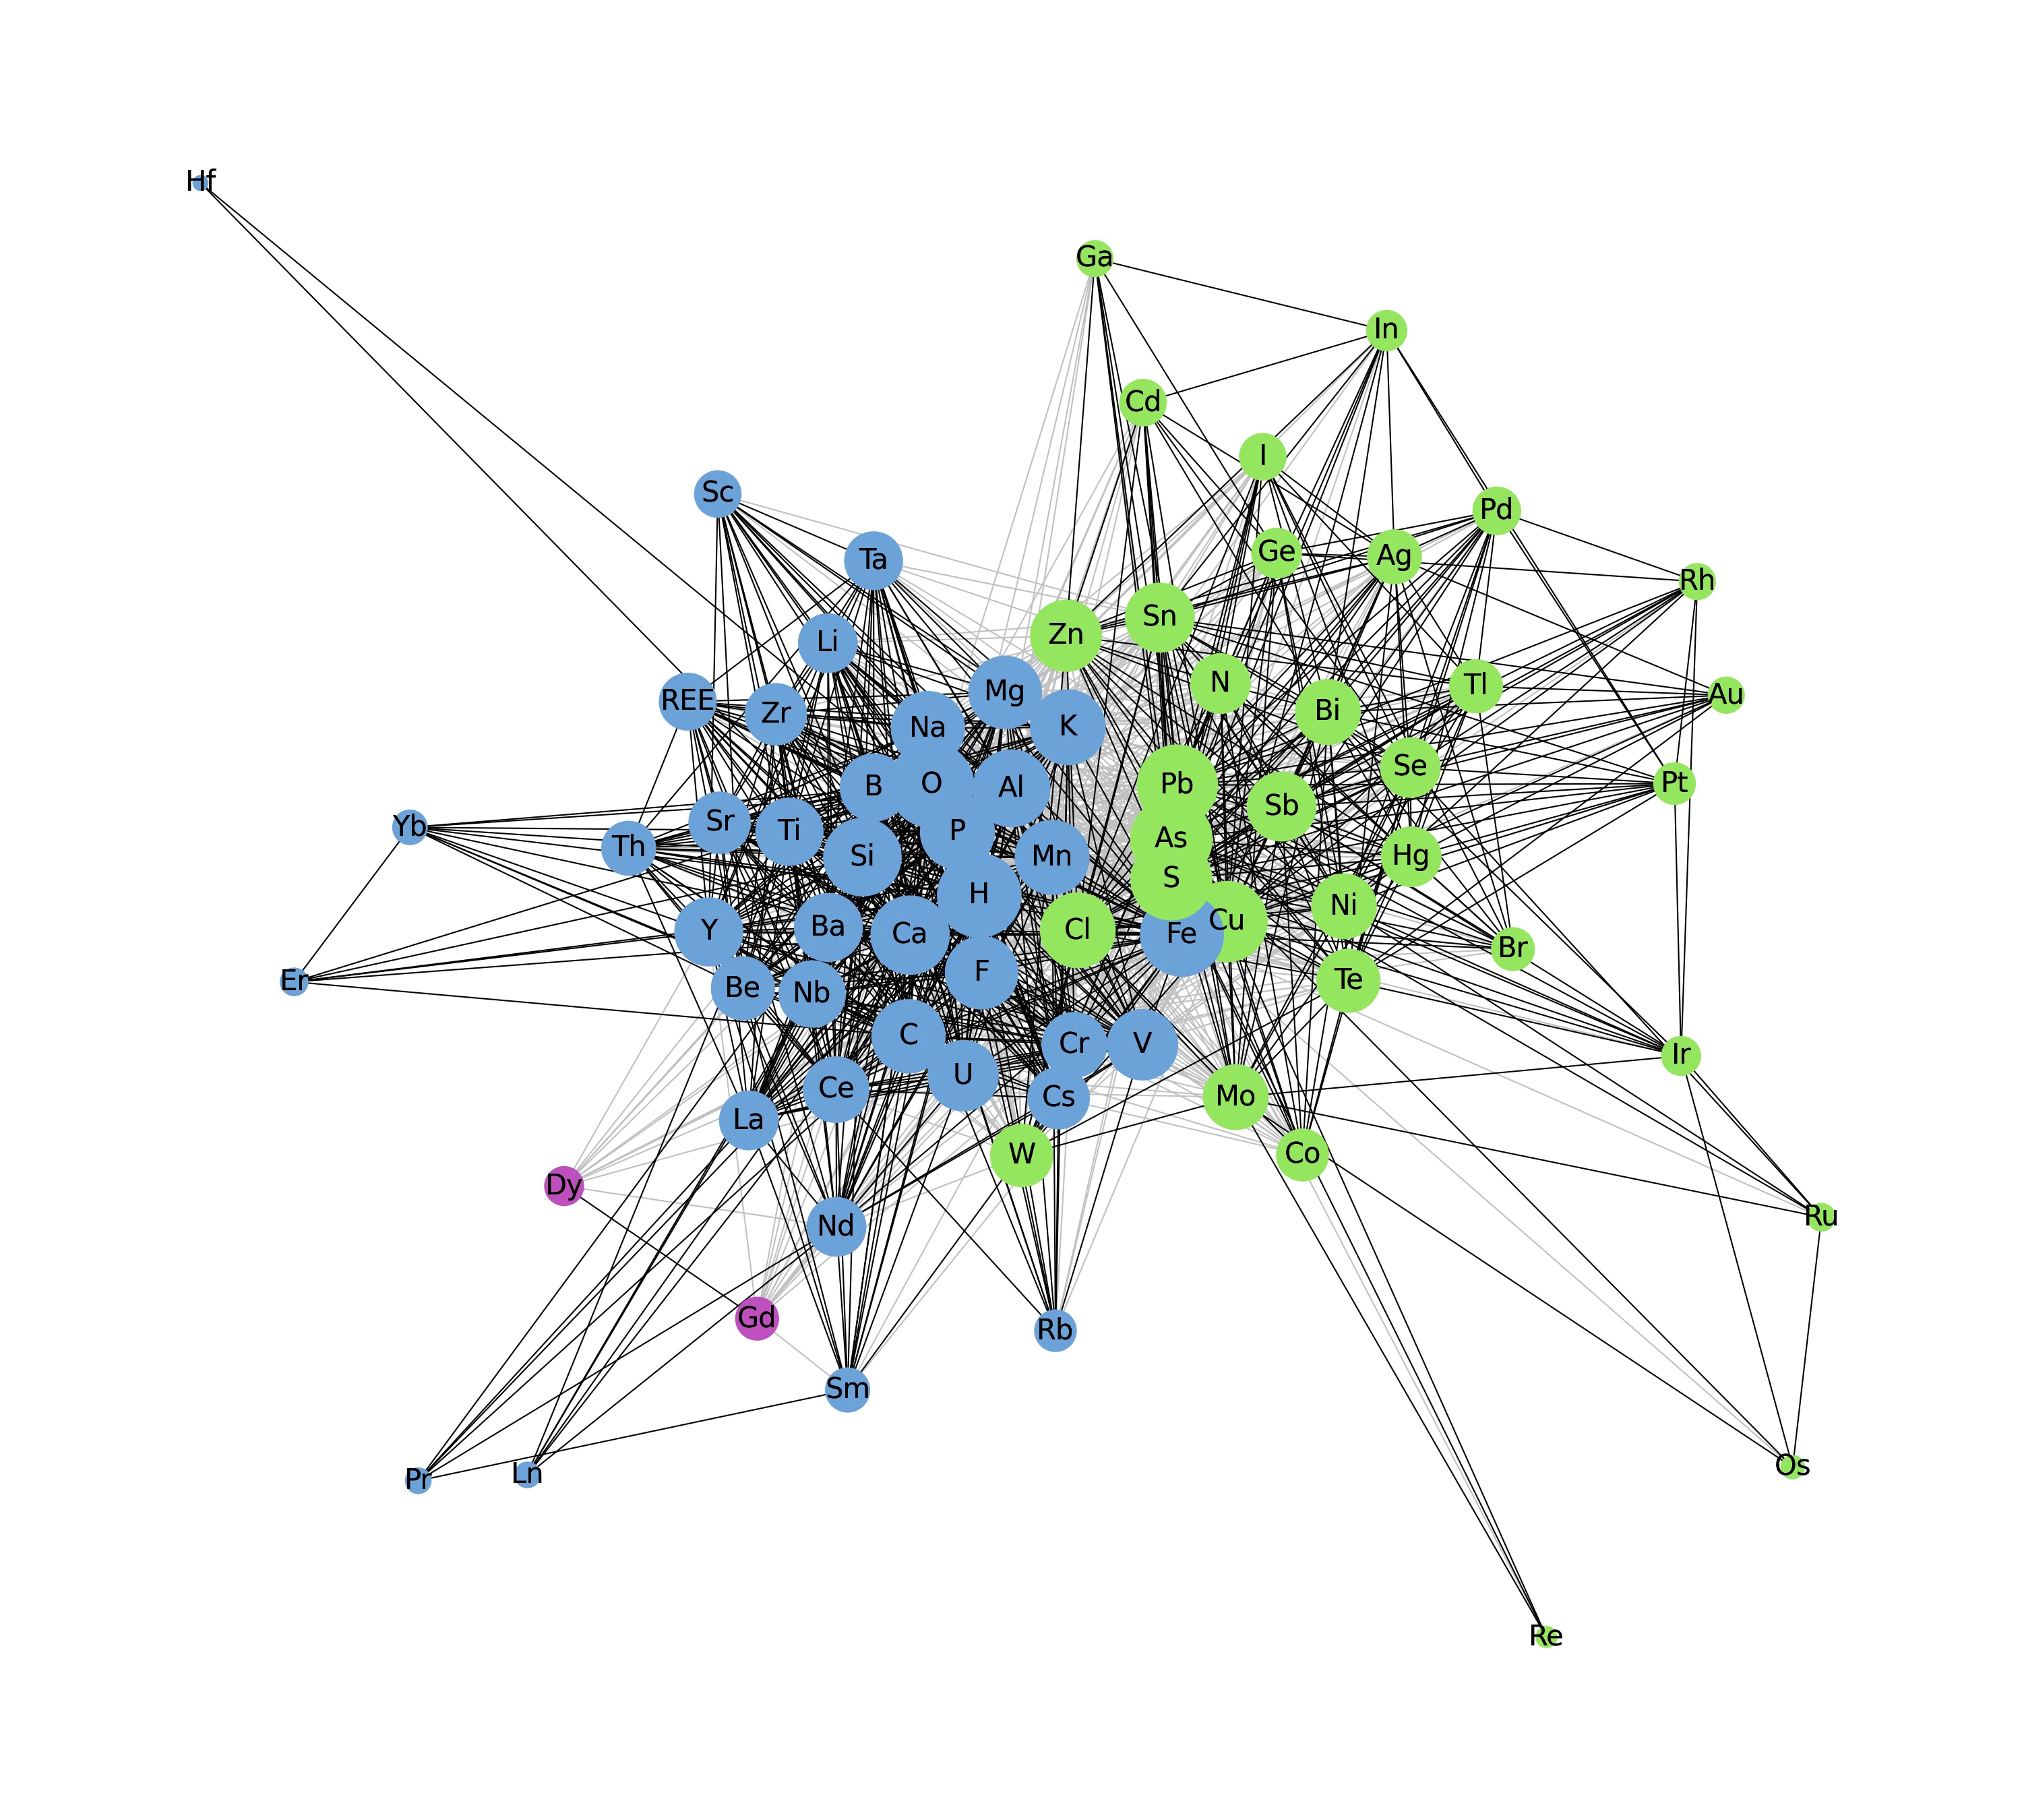 Hf
Ga
In
Cd
I
Sc
Pd
Ta
Ge
Ag
Rh
Sn
Zn
Li
N
Tl
Mg
Au
REE
Zr
Bi
Na
K
Se
O
Pb
Pt
B
Al
Sb
Sr
Yb
Ti
P
As
Th
Si
Mn
Hg
S
H
Ni
Cu
Ba
Cl
Y
Ca
Fe
Br
F
Te
Er
Be
Nb
C
Cr
V
Ir
U
Ce
Cs
Mo
La
W
Co
Dy
Ru
Nd
Gd
Rb
Sm
Os
Ln
Pr
Re